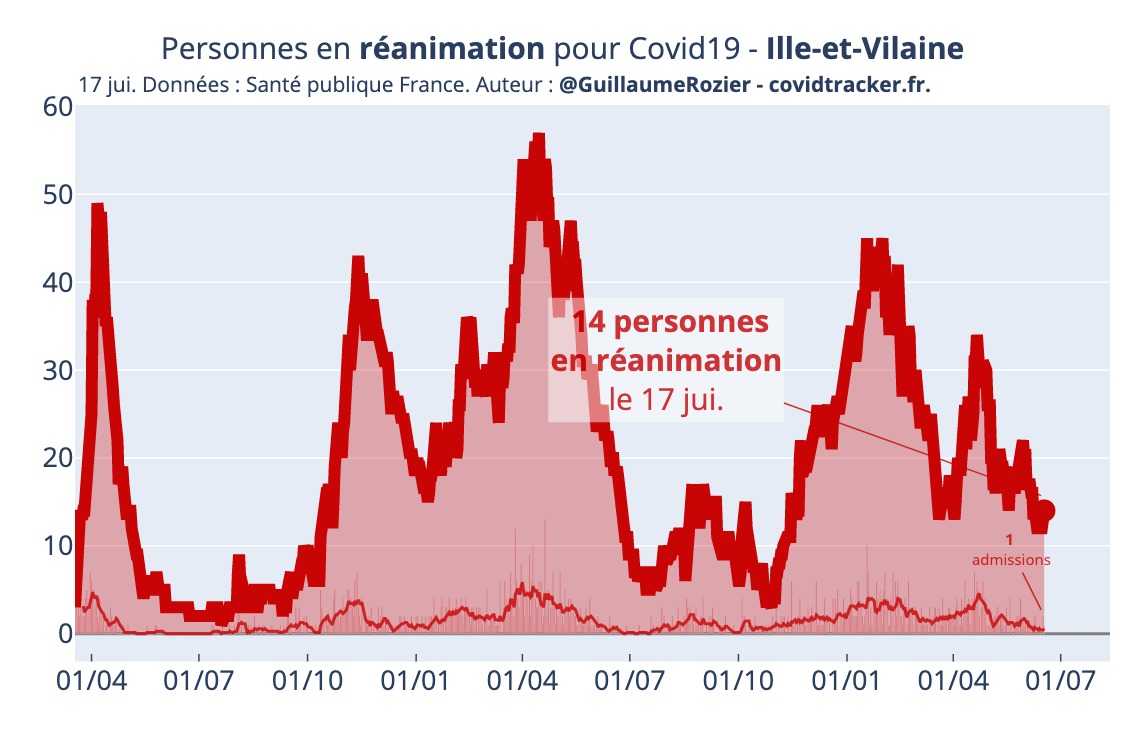 Personnes en réanimation pour Covid19 - Ille-et-Vilaine
17 jui. Données : Santé publique France. Auteur : @GuillaumeRozier - covidtracker.fr.
60
50
40
30
20
10
0
14 personnes
en réanimation
le 17 jui.
1
admissions
01/04 01/07 01/10 01/01 01/04 01/07 01/10 01/01 01/04 01/07